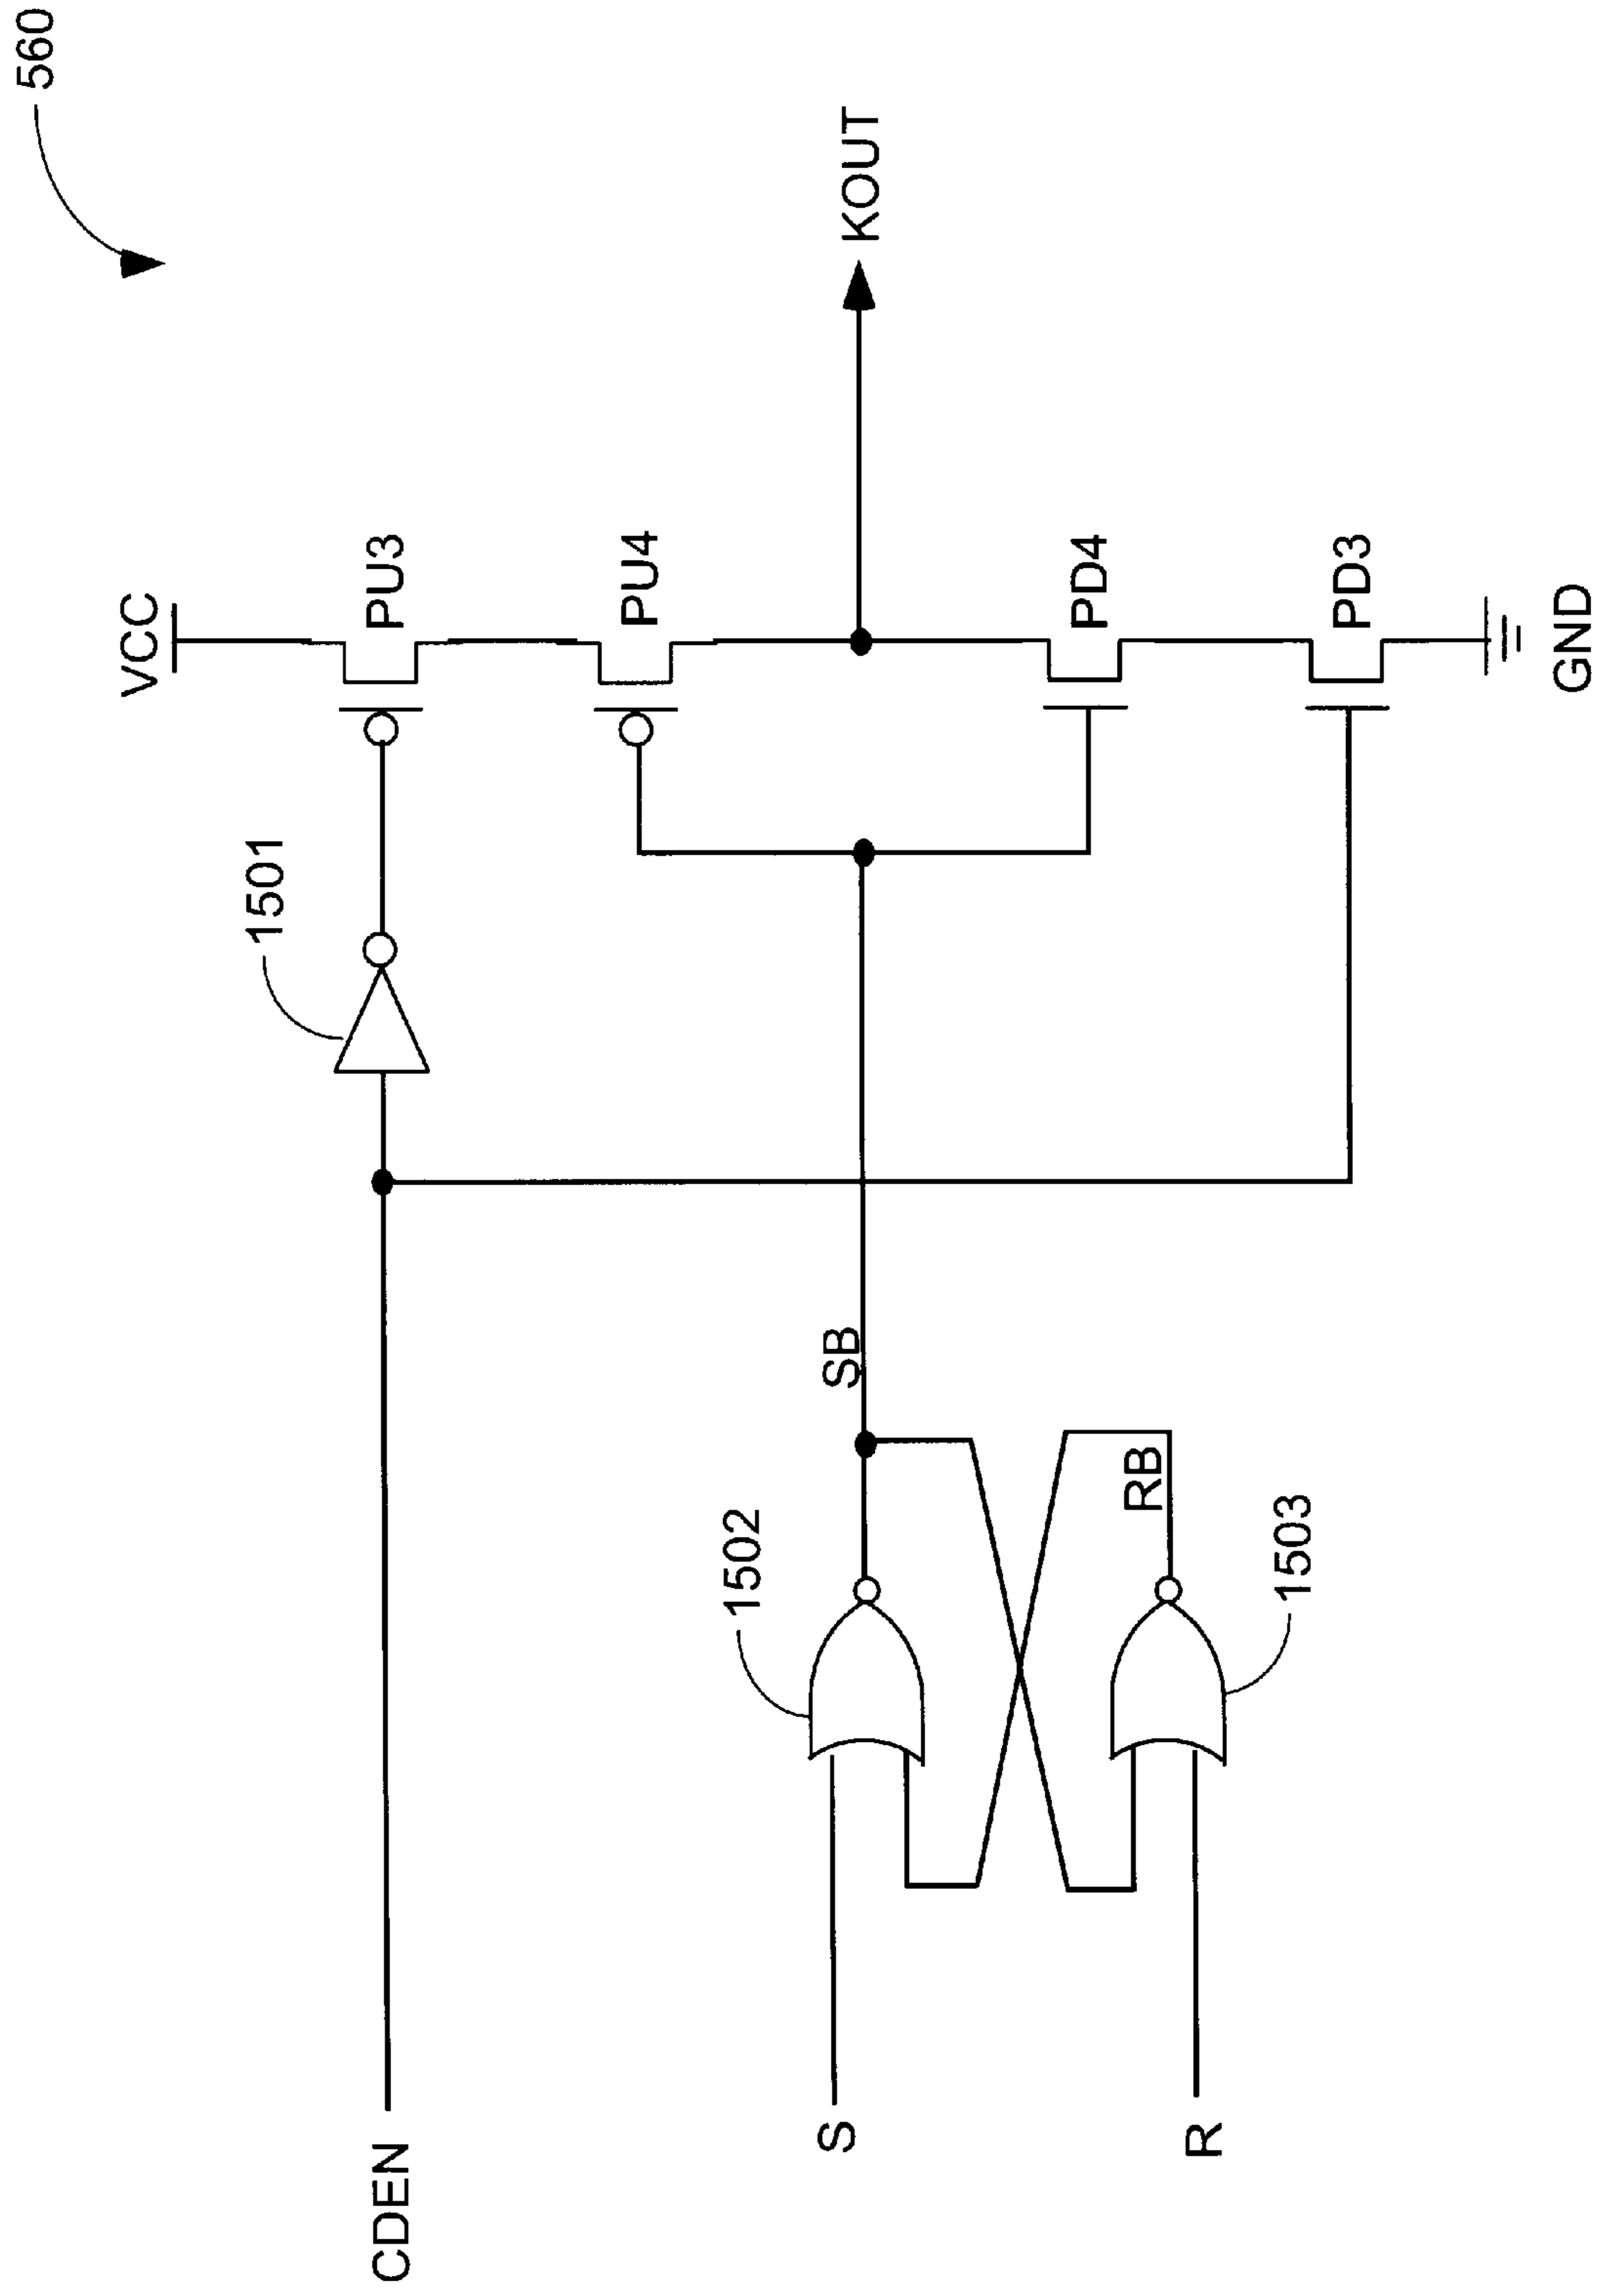 560
VCC
PU3
1501
CDEN
PU4
KOUT
SB
1502
S
PD4
RB
R
1503
PD3
GND